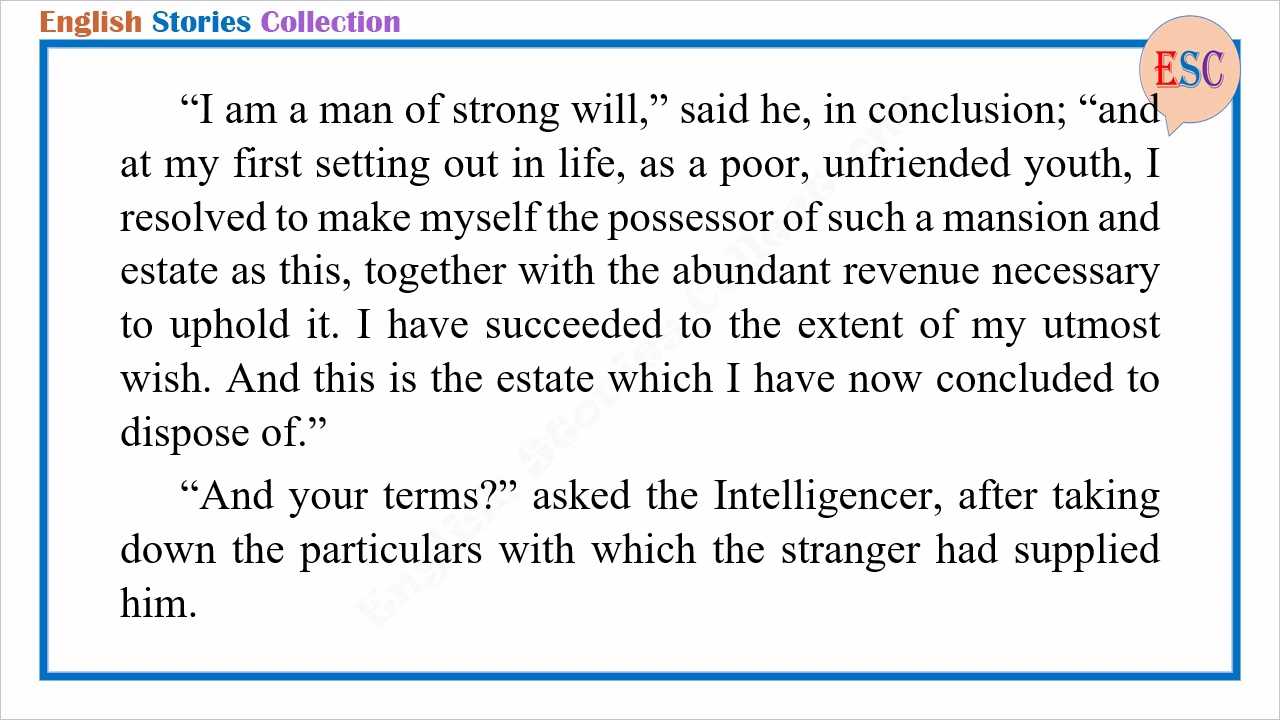 English Stories Collection
ESC
“I am a man of strong will,” said he, in conclusion; “and
at my first setting out in life, as a poor, unfriended youth, I
resolved to make myself the possessor of such a mansion and
estate as this, together with the abundant revenue necessary
to uphold it. I have succeeded to the extent of my utmost
wish. And this is the estate which I have now concluded to
dispose of.”
“And your terms?” asked the Intelligencer, after taking
down the particulars with which the stranger had supplied
him.
English Stories Collection